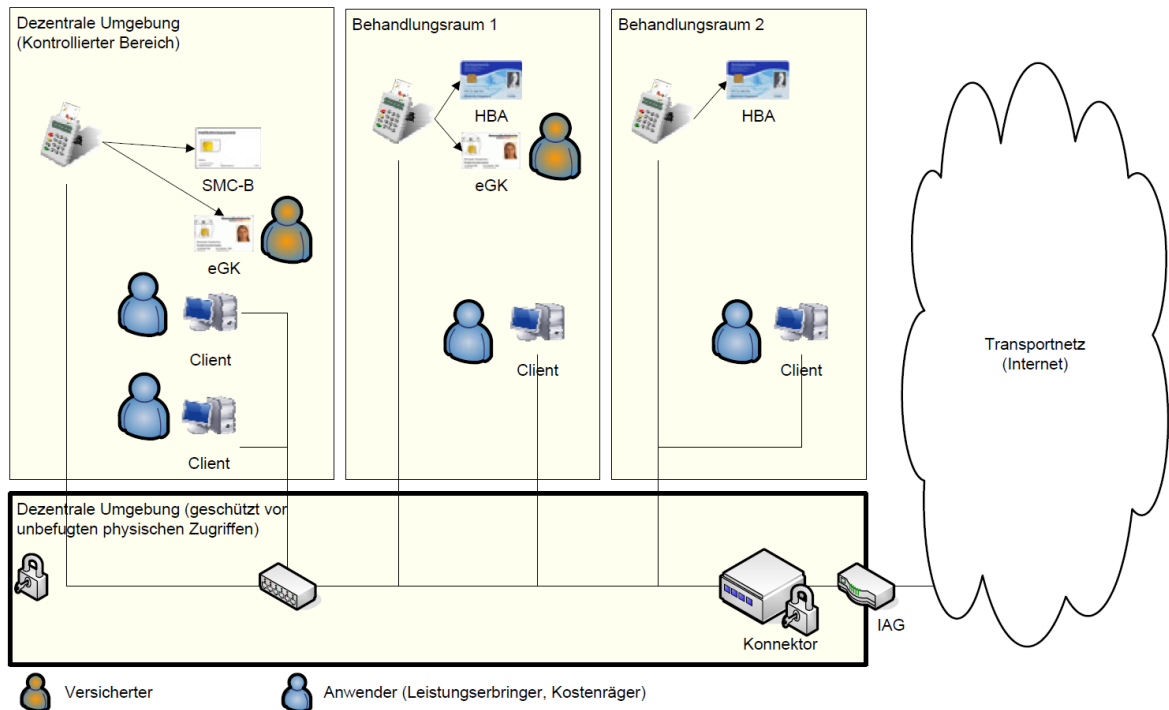 Dezentrale Umgebung
(Kontrollierter Bereich)
SMC-B
eGK
Client
Client
Behandlungsraum 1
HBA
eGK
Client
Behandlungsraum 2
HBA
Client
Transportnetz
(Internet)
Dezentrale Umgebung (geschützt vor
unbefugten physischen Zugriffen)
Konnektor
IAG
Versicherter
Anwender (Leistungserbringer, Kostenräger)